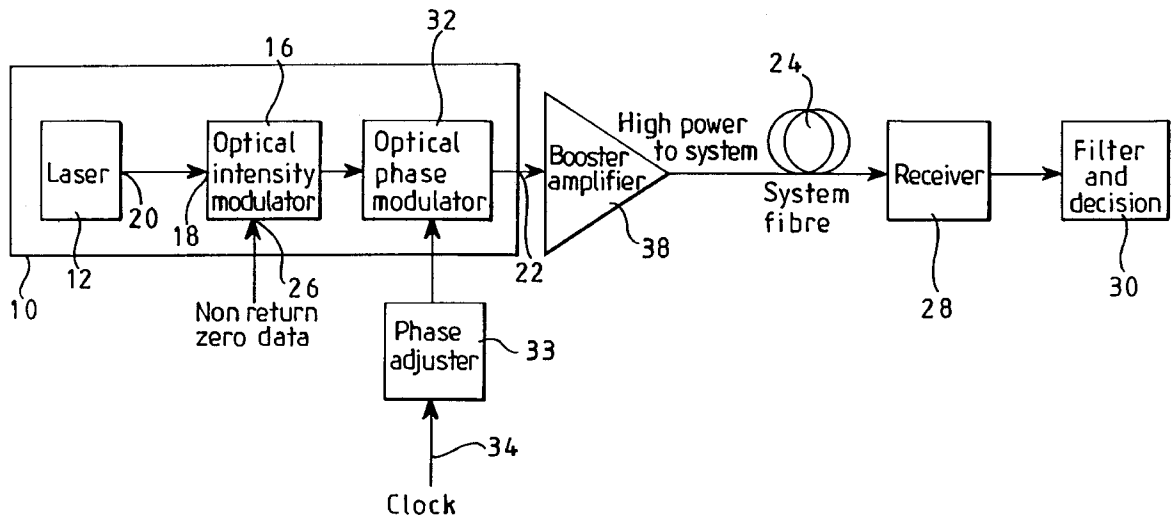 16
32
24
Laser
Optical
intensity
modulator
Optical
phase
modulator
Booster
amplifier
High power
to system
System
fibre
Receiver
Filter
and
decision
20
18
22
38
10
12
26
28
30
Non return
zero data
Phase
adjuster
33
34
Clock